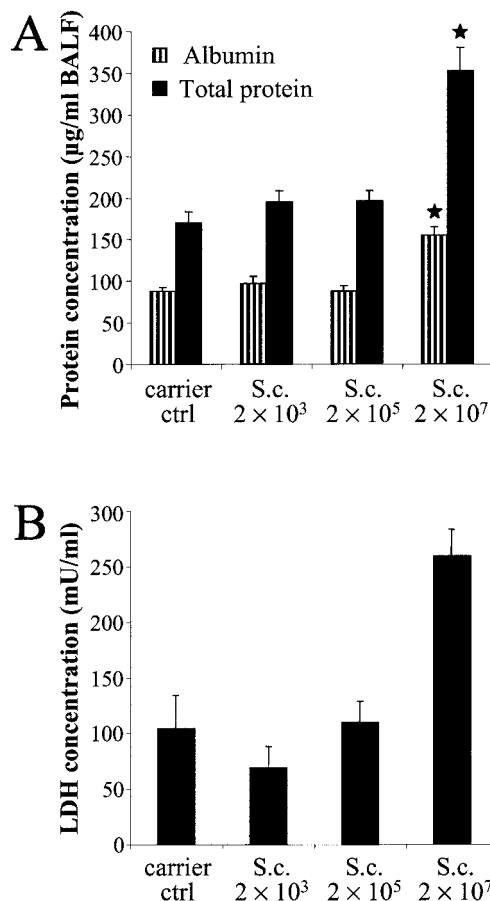 A
Protein concentration (µg/ml BALF)
400
350
300
250
200
150
100
50
0
Albumin
Total protein
carrier ctrl
S.c. 2 × 10³
S.c. 2 × 10⁵
S.c. 2 × 10⁷
B
LDH concentration (mU/ml)
300
250
200
150
100
50
0
carrier ctrl
S.c. 2 × 10³
S.c. 2 × 10⁵
S.c. 2 × 10⁷